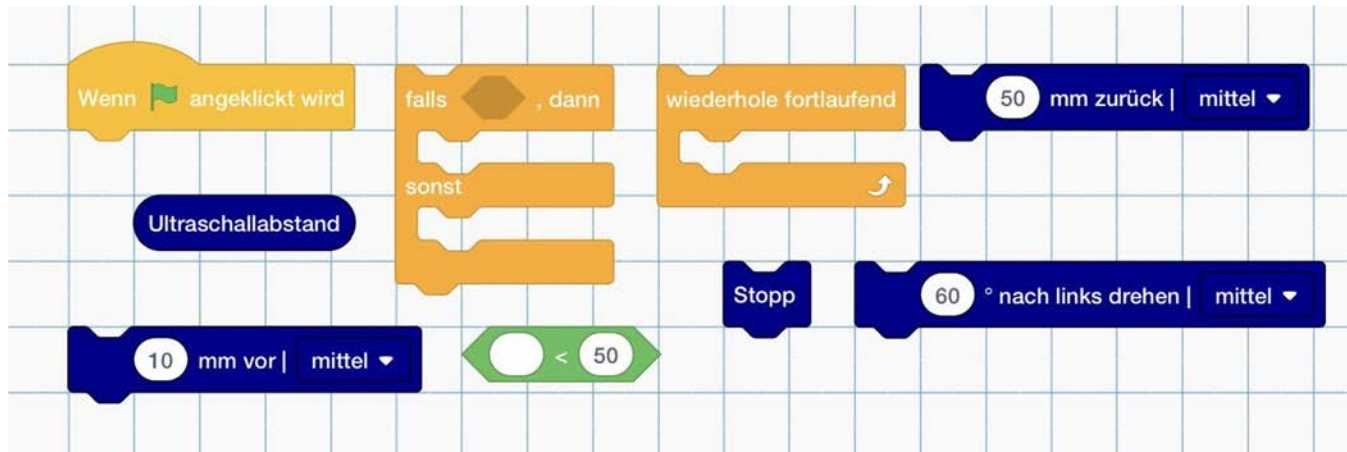 Wenn angeklickt wird
falls , dann
sonst
wiederhole fortlaufend
50 mm zurück | mittel
Ultraschallabstand
Stopp
60 ° nach links drehen | mittel
10 mm vor | mittel
< 50